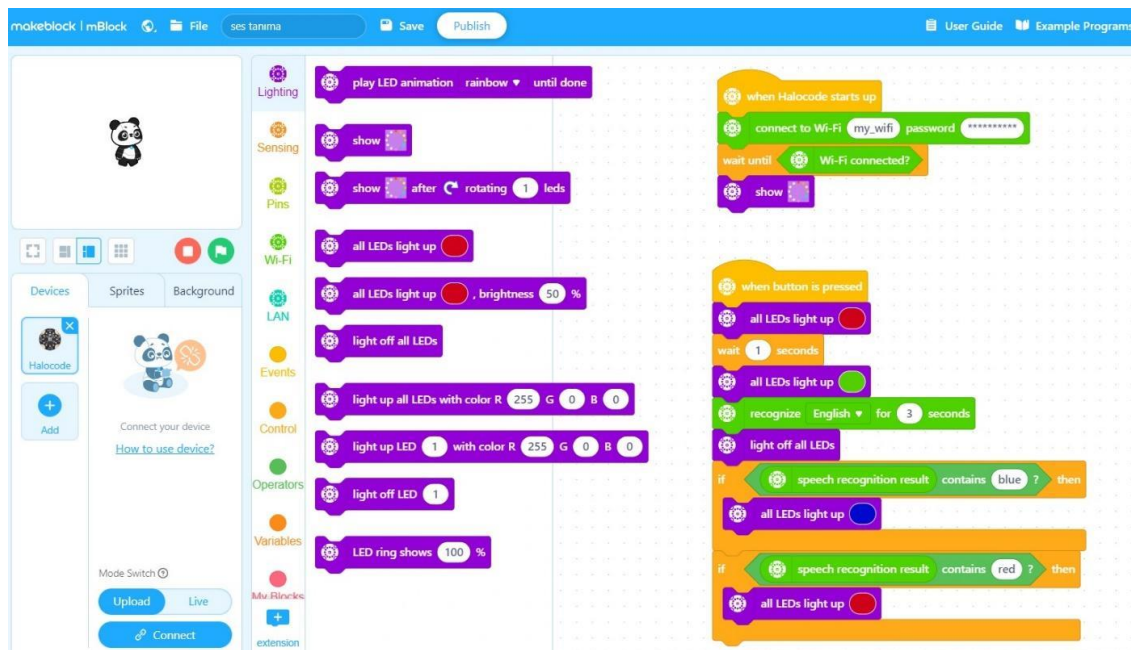 makeblock | mBlock File ses tanıma Save Publish User Guide Example Programs
Lighting
Sensing
Pins
Wi-Fi
LAN
Events
Control
Operators
Variables
My Blocks
extension
play LED animation rainbow until done
show
show after rotating 1 leds
all LEDs light up
all LEDs light up , brightness 50 %
light off all LEDs
light up all LEDs with color R 255 G 0 B 0
light up LED 1 with color R 255 G 0 B 0
light off LED 1
LED ring shows 100 %
when Halocode starts up
connect to Wi-Fi my_wifi password **********
wait until Wi-Fi connected?
show
when button is pressed
all LEDs light up
wait 1 seconds
all LEDs light up
recognize English for 3 seconds
light off all LEDs
if speech recognition result contains blue ? then
all LEDs light up
if speech recognition result contains red ? then
all LEDs light up
Devices Sprites Background
Halocode
Add
Connect your device
How to use device?
Mode Switch
Upload Live
Connect